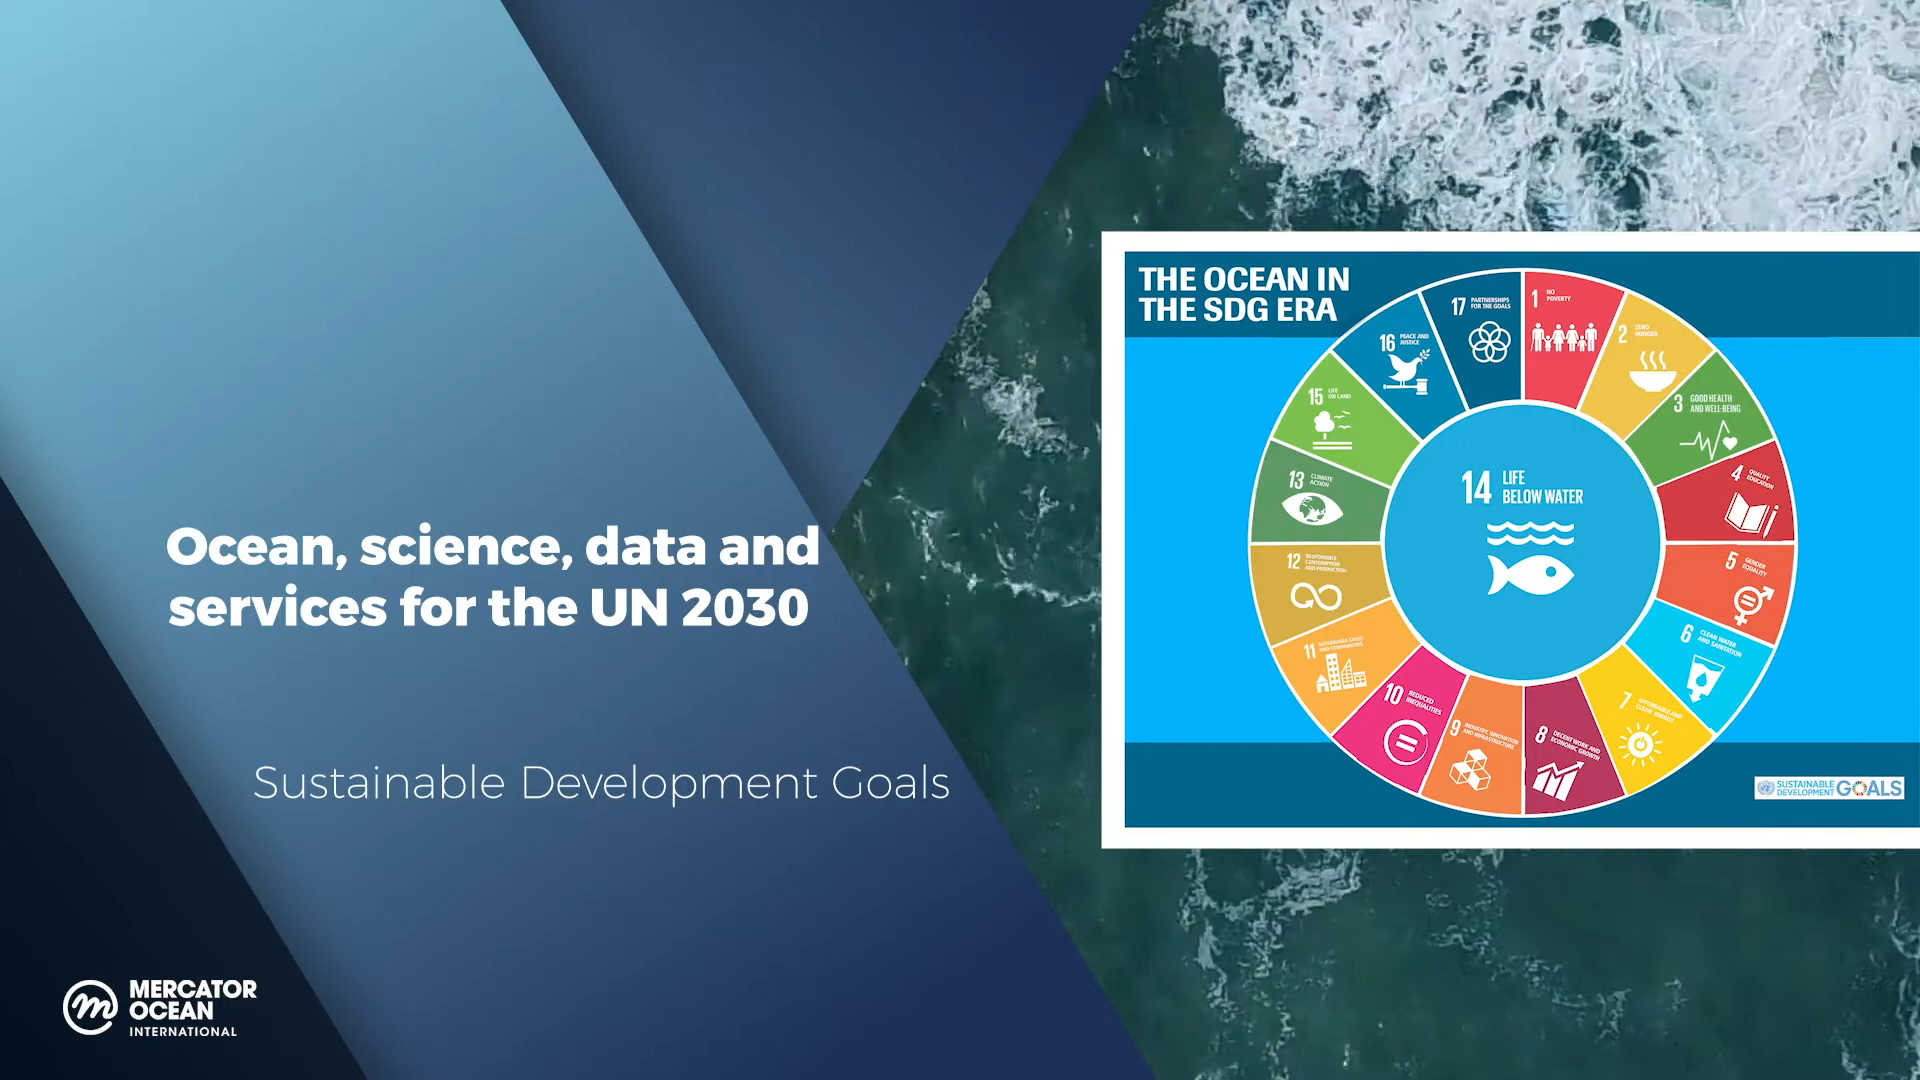 Ocean, science, data and
services for the UN 2030
Sustainable Development Goals
MERCATOR
OCEAN
INTERNATIONAL
THE OCEAN IN
THE SDG ERA
1 NO
POVERTY
2 ZERO
HUNGER
3 GOOD HEALTH
AND WELL-BEING
4 QUALITY
EDUCATION
5 GENDER
EQUALITY
6 CLEAN WATER
AND SANITATION
7 AFFORDABLE AND
CLEAN ENERGY
8 DECENT WORK AND
ECONOMIC GROWTH
9 INDUSTRY, INNOVATION
AND INFRASTRUCTURE
10 REDUCED
INEQUALITIES
11 SUSTAINABLE CITIES
AND COMMUNITIES
12 RESPONSIBLE
CONSUMPTION
AND PRODUCTION
13 CLIMATE
ACTION
14 LIFE
BELOW WATER
15 LIFE
ON LAND
16 PEACE AND
JUSTICE
17 PARTNERSHIPS
FOR THE GOALS
SUSTAINABLE
DEVELOPMENT GOALS